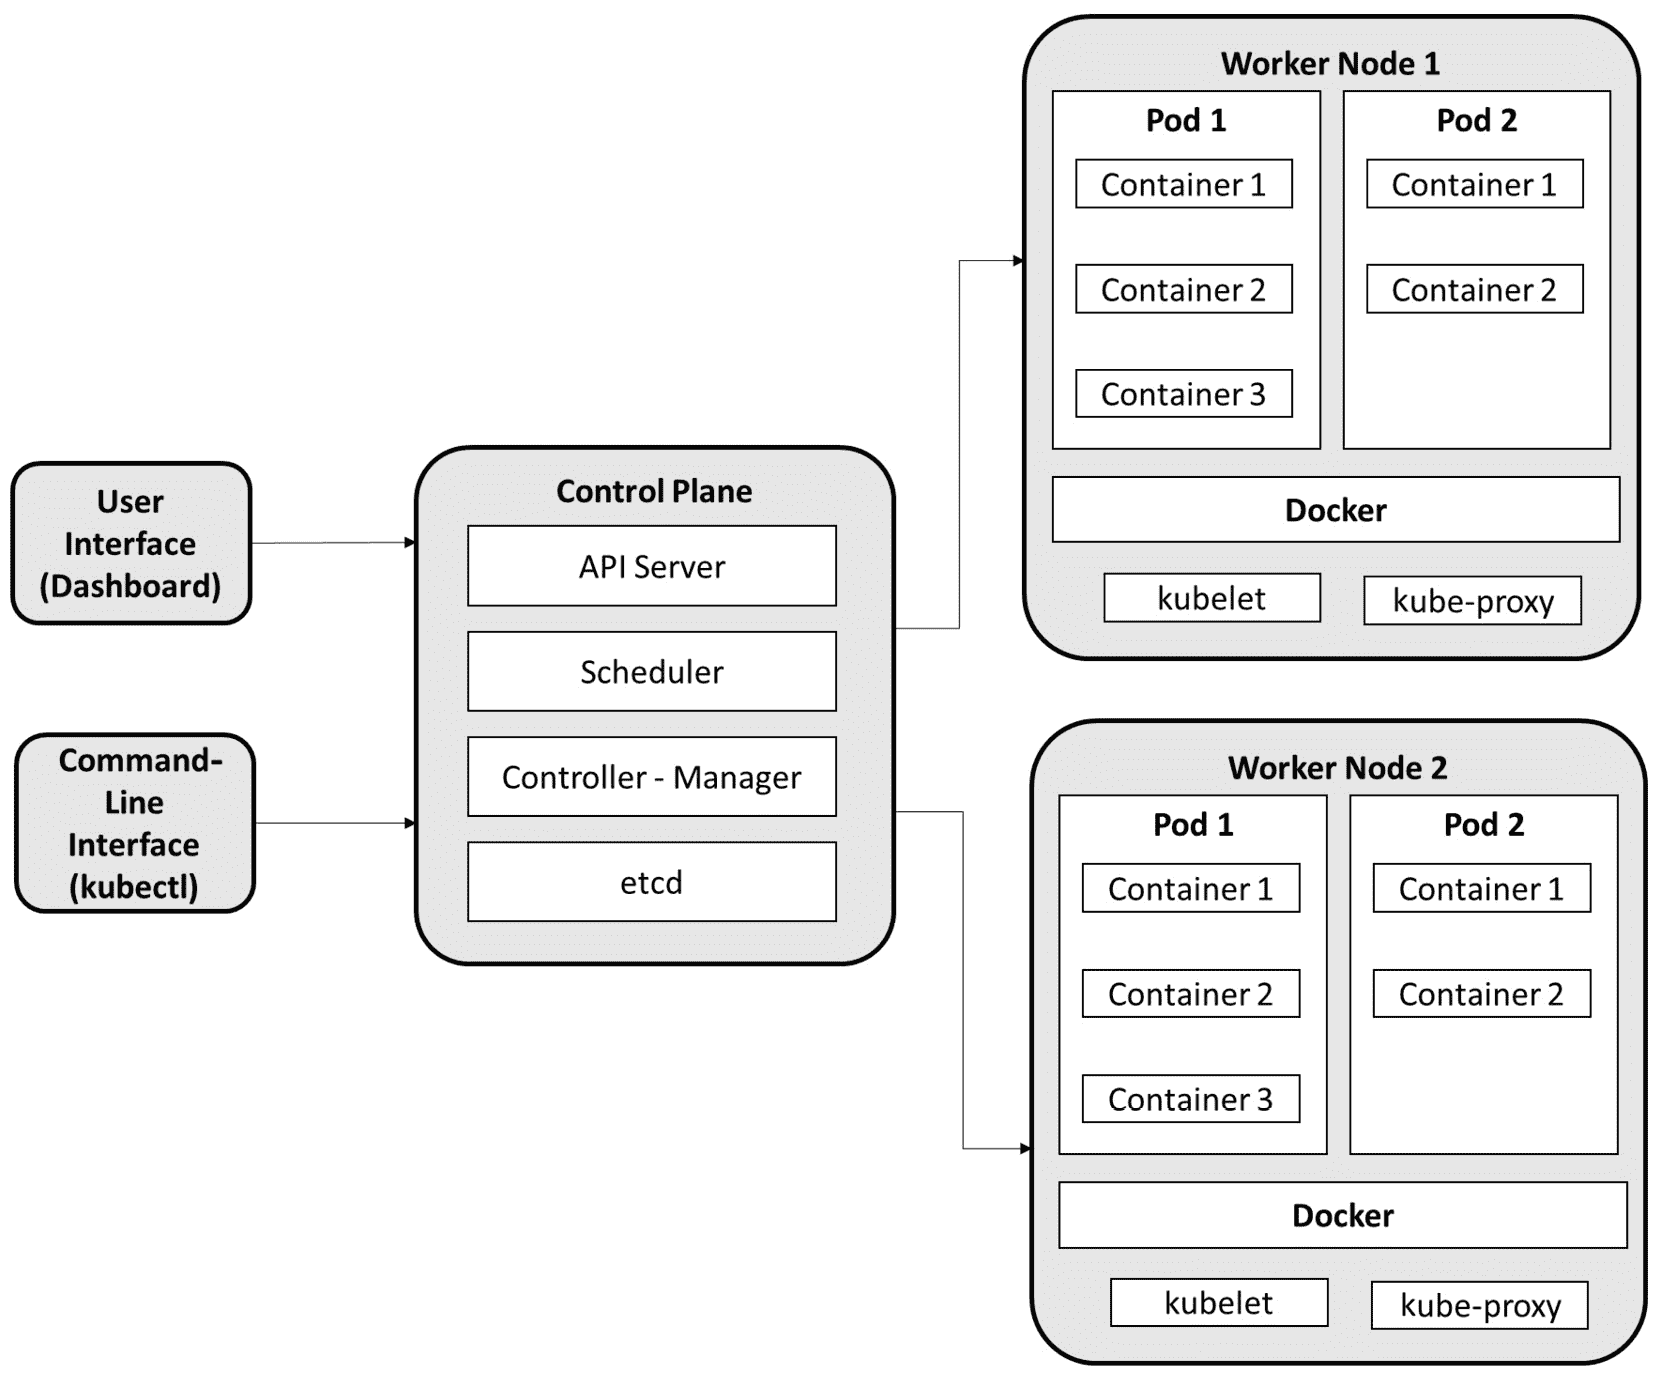 User
Interface
(Dashboard)
Command-
Line
Interface
(kubectl)
Control Plane
API Server
Scheduler
Controller - Manager
etcd
Worker Node 1
Pod 1
Container 1
Container 2
Container 3
Pod 2
Container 1
Container 2
Docker
kubelet
kube-proxy
Worker Node 2
Pod 1
Container 1
Container 2
Container 3
Pod 2
Container 1
Container 2
Docker
kubelet
kube-proxy